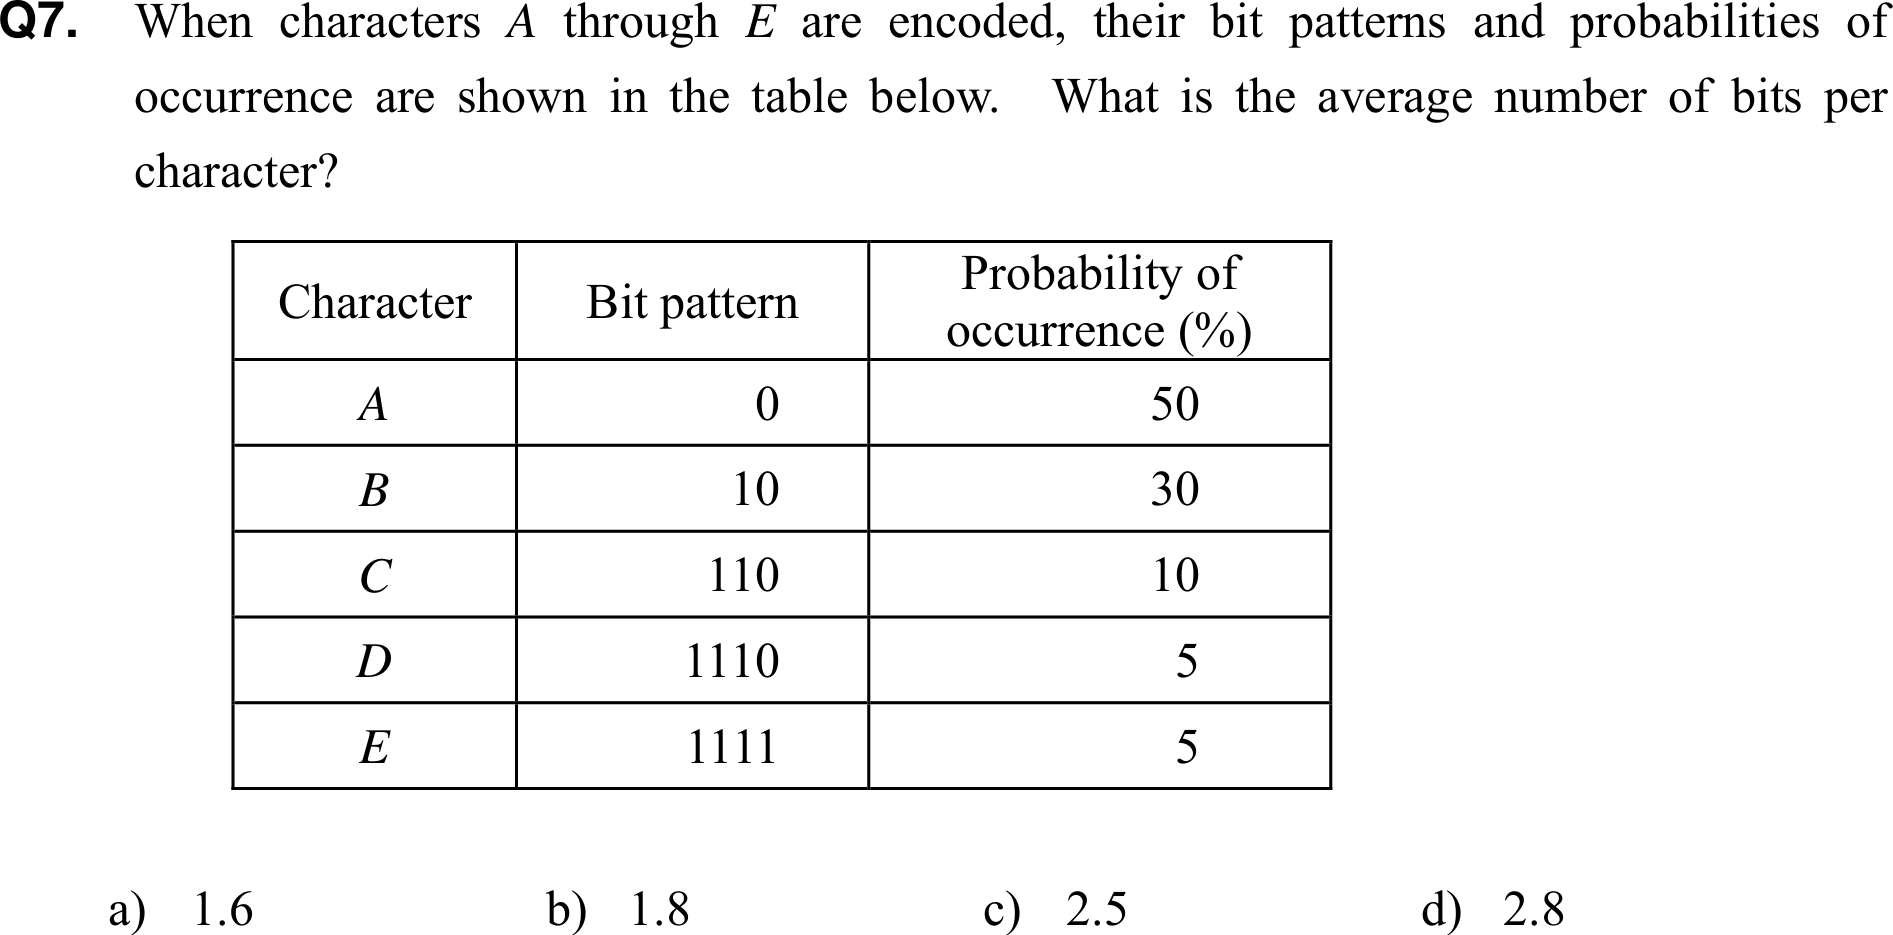 Q7. When characters A through E are encoded, their bit patterns and probabilities of
occurrence are shown in the table below. What is the average number of bits per
character?
Character Bit pattern Probability of
occurrence (%)
A 0 50
B 10 30
C 110 10
D 1110 5
E 1111 5
a) 1.6 b) 1.8 c) 2.5 d) 2.8